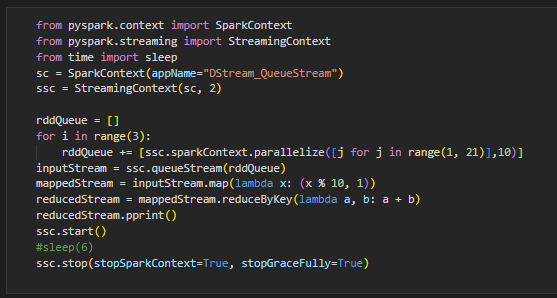 from pyspark.context import SparkContext
from pyspark.streaming import StreamingContext
from time import sleep
sc = SparkContext(appName="DStream_QueueStream")
ssc = StreamingContext(sc, 2)

rddQueue = []
for i in range(3):
    rddQueue += [ssc.sparkContext.parallelize([j for j in range(1, 21)],10)]
inputStream = ssc.queueStream(rddQueue)
mappedStream = inputStream.map(lambda x: (x % 10, 1))
reducedStream = mappedStream.reduceByKey(lambda a, b: a + b)
reducedStream.pprint()
ssc.start()
#sleep(6)
ssc.stop(stopSparkContext=True, stopGraceFully=True)